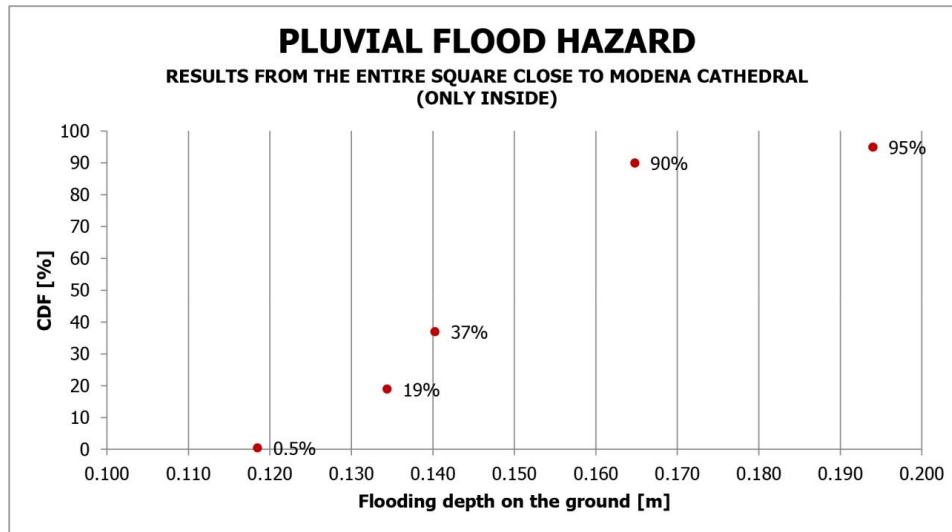 PLUVIAL FLOOD HAZARD
RESULTS FROM THE ENTIRE SQUARE CLOSE TO MODENA CATHEDRAL
(ONLY INSIDE)
CDF [%]
100
90
80
70
60
50
40
30
20
10
0
95%
90%
37%
19%
0.5%
0.100 0.110 0.120 0.130 0.140 0.150 0.160 0.170 0.180 0.190 0.200
Flooding depth on the ground [m]